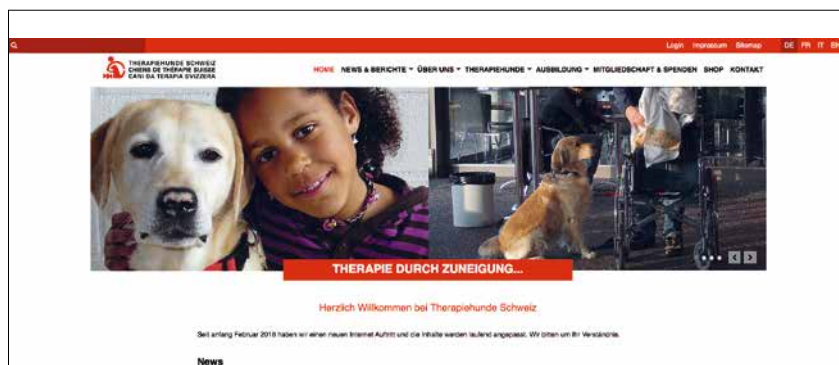 Login Impressum Sitemap DE FR IT EN
THERAPIEHUNDE SCHWEIZ
CHIENS DE THÉRAPIE SUISSE
CANI DA TERAPIA SVIZZERA
HOME NEWS & BERICHTE ÜBER UNS THERAPIEHUNDE AUSBILDUNG MITGLIEDSCHAFT & SPENDEN SHOP KONTAKT
THERAPIE DURCH ZUNEIGUNG...
Herzlich Willkommen bei Therapiehunde Schweiz
Seit anfang Februar 2018 haben wir einen neuen Internet Auftritt und die Inhalte werden laufend angepasst. Wir bitten um Ihr Verständnis.
News